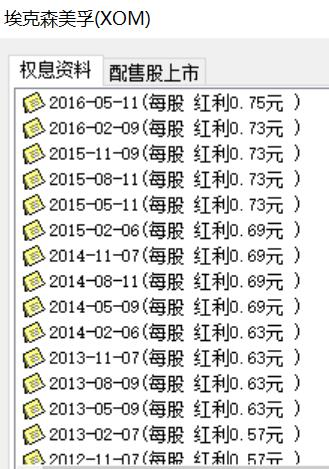 埃克森美孚(XOM)
权息资料 配售股上市
2016-05-11(每股 红利0.75元 )
2016-02-09(每股 红利0.73元 )
2015-11-09(每股 红利0.73元 )
2015-08-11(每股 红利0.73元 )
2015-05-11(每股 红利0.73元 )
2015-02-06(每股 红利0.69元 )
2014-11-07(每股 红利0.69元 )
2014-08-11(每股 红利0.69元 )
2014-05-09(每股 红利0.69元 )
2014-02-06(每股 红利0.63元 )
2013-11-07(每股 红利0.63元 )
2013-08-09(每股 红利0.63元 )
2013-05-09(每股 红利0.63元 )
2013-02-07(每股 红利0.57元 )
2012-11-07(每股 红利0.57元 )